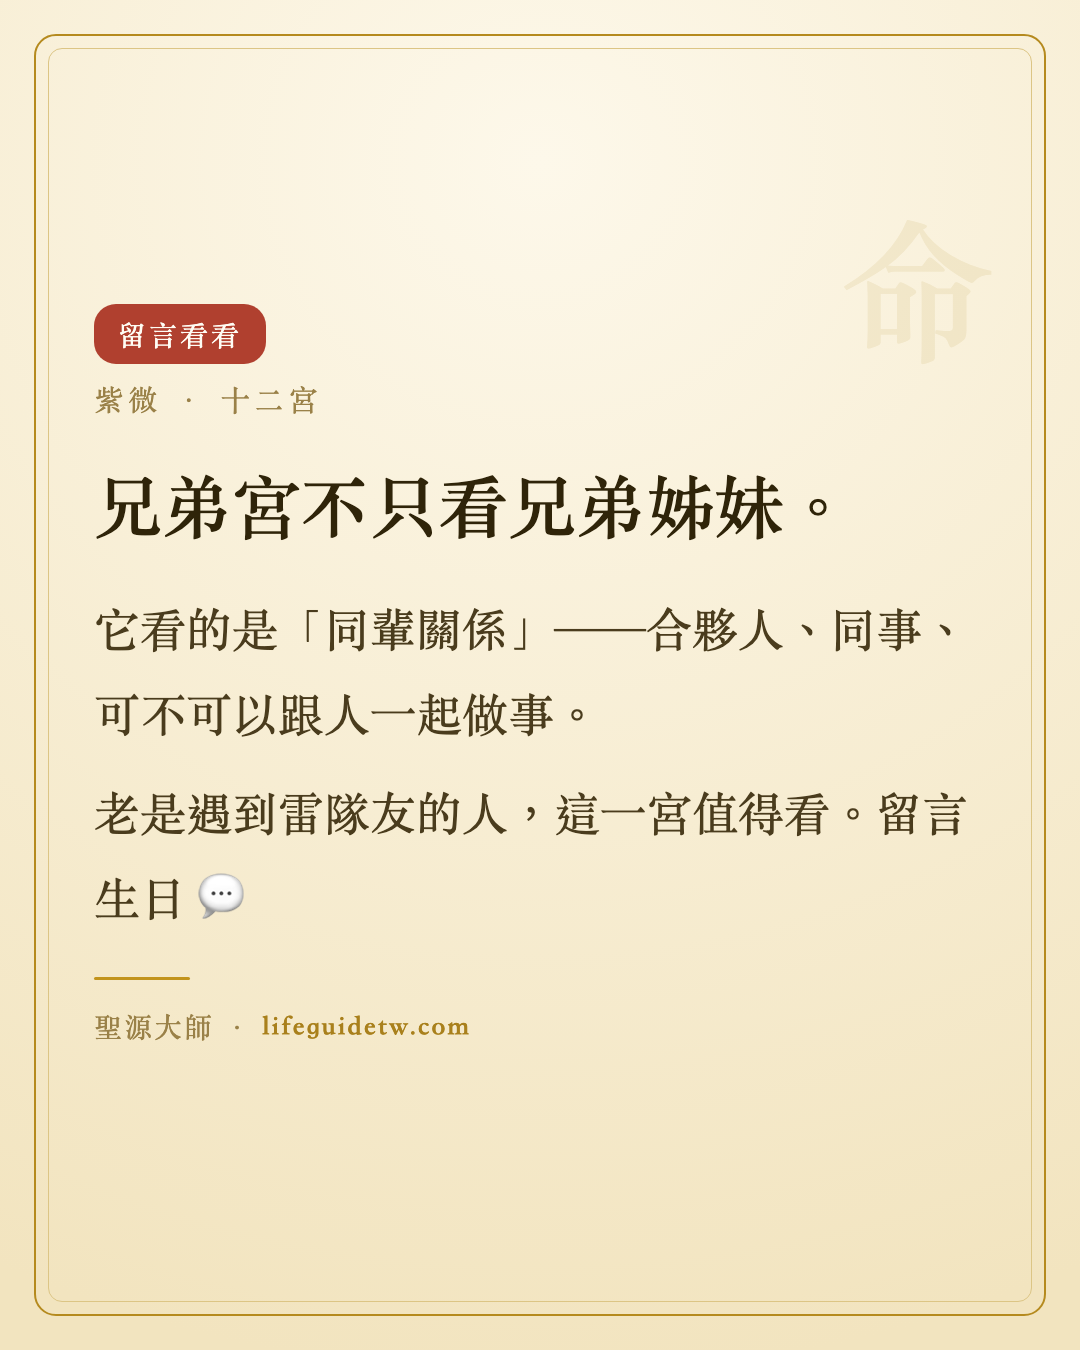 命
留言看看
紫微 · 十二宮
兄弟宮不只看兄弟姊妹。
它看的是「同輩關係」——合夥人、同事、
可不可以跟人一起做事。
老是遇到雷隊友的人，這一宮值得看。留言
生日 💬
聖源大師 · lifeguidetw.com